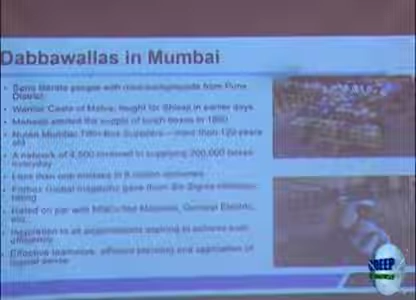 Dabbawallas in Mumbai
Semi literate people with rural backgrounds from Pune
District
Warrior Caste of Malva, fought for Shivaji in earlier days
started the supply of lunch boxes in 1890
Mumbai Tiffin Box Suppliers – more than 120 years
old
A network of 4,500 involved in supplying 200,000 boxes
everyday
Less than one mistake in 6 million deliveries
Forbes Global magazine gave them Six Sigma
rating
Rated on par with Motorola, General Electric,
etc.
Inspiration to all organizations aspiring to achieve such
efficiency
Effective teamwork, efficient planning and application of
common sense
DEEP